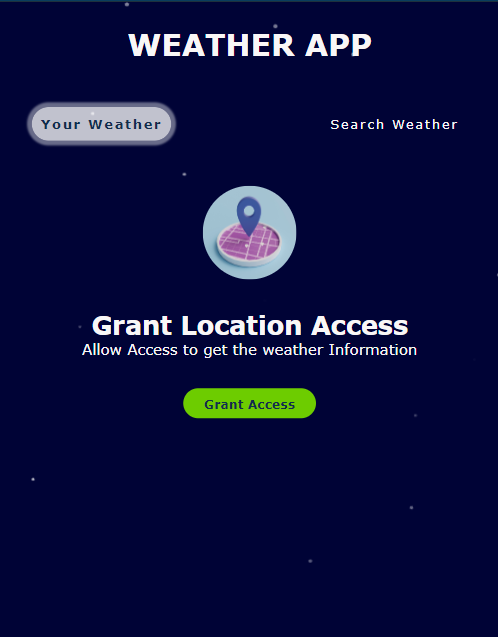 WEATHER APP
Your Weather
Search Weather
Grant Location Access
Allow Access to get the weather Information
Grant Access